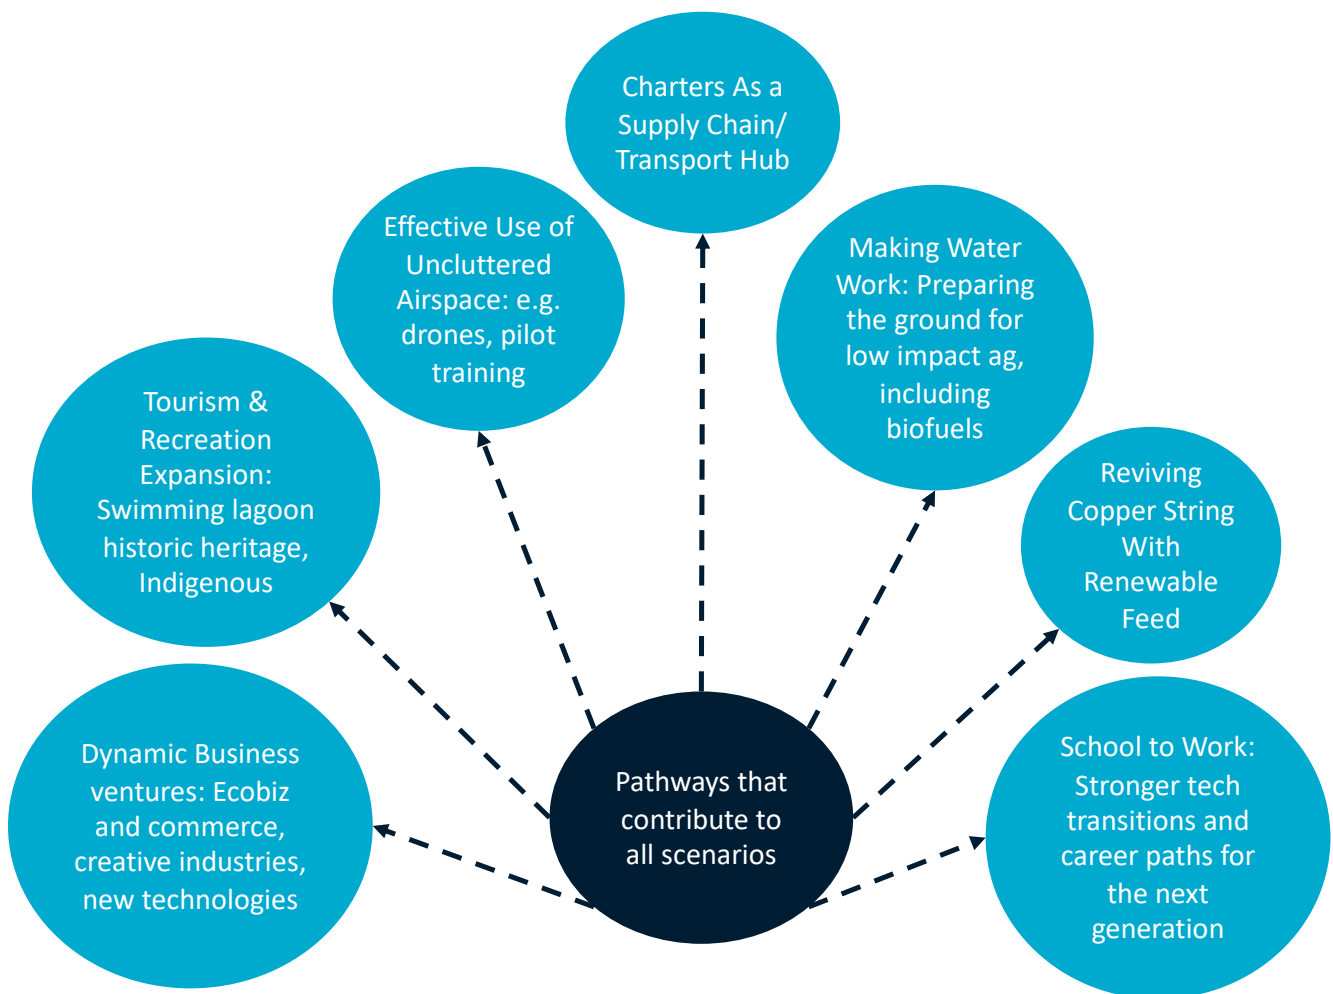 Charters As a
Supply Chain/
Transport Hub
Effective Use of
Uncluttered
Airspace: e.g.
drones, pilot
training
Making Water
Work: Preparing
the ground for
low impact ag,
including
biofuels
Tourism &
Recreation
Expansion:
Swimming lagoon
historic heritage,
Indigenous
Reviving
Copper String
With
Renewable
Feed
Dynamic Business
ventures: Ecobiz
and commerce,
creative industries,
new technologies
Pathways that
contribute to
all scenarios
School to Work:
Stronger tech
transitions and
career paths for
the next
generation